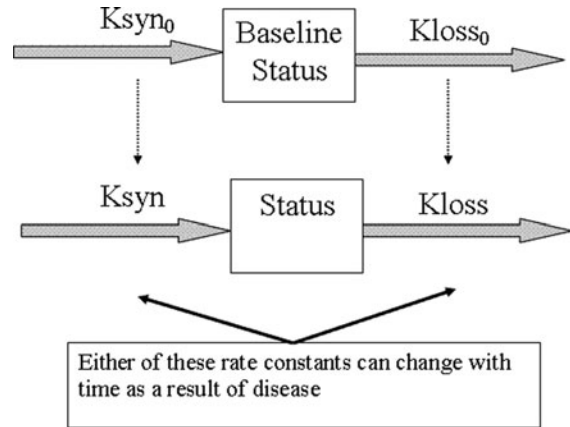 Ksyn₀
Baseline
Status
Kloss₀
Ksyn
Status
Kloss
Either of these rate constants can change with
time as a result of disease